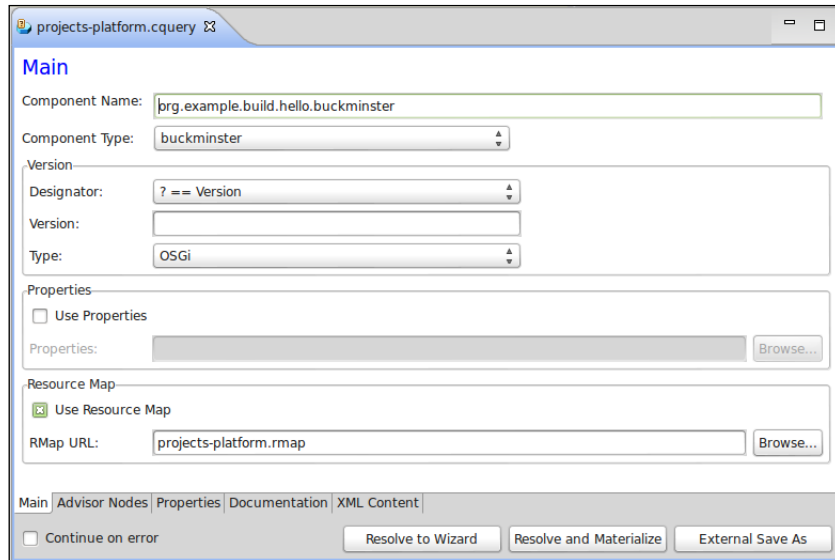 projects-platform.cquery
Main
Component Name: org.example.build.hello.buckminster
Component Type: buckminster
Version
Designator: ? == Version
Version:
Type: OSGi
Properties
Use Properties
Properties: Browse...
Resource Map
Use Resource Map
RMap URL: projects-platform.rmap Browse...
Main Advisor Nodes Properties Documentation XML Content
Continue on error Resolve to Wizard Resolve and Materialize External Save As